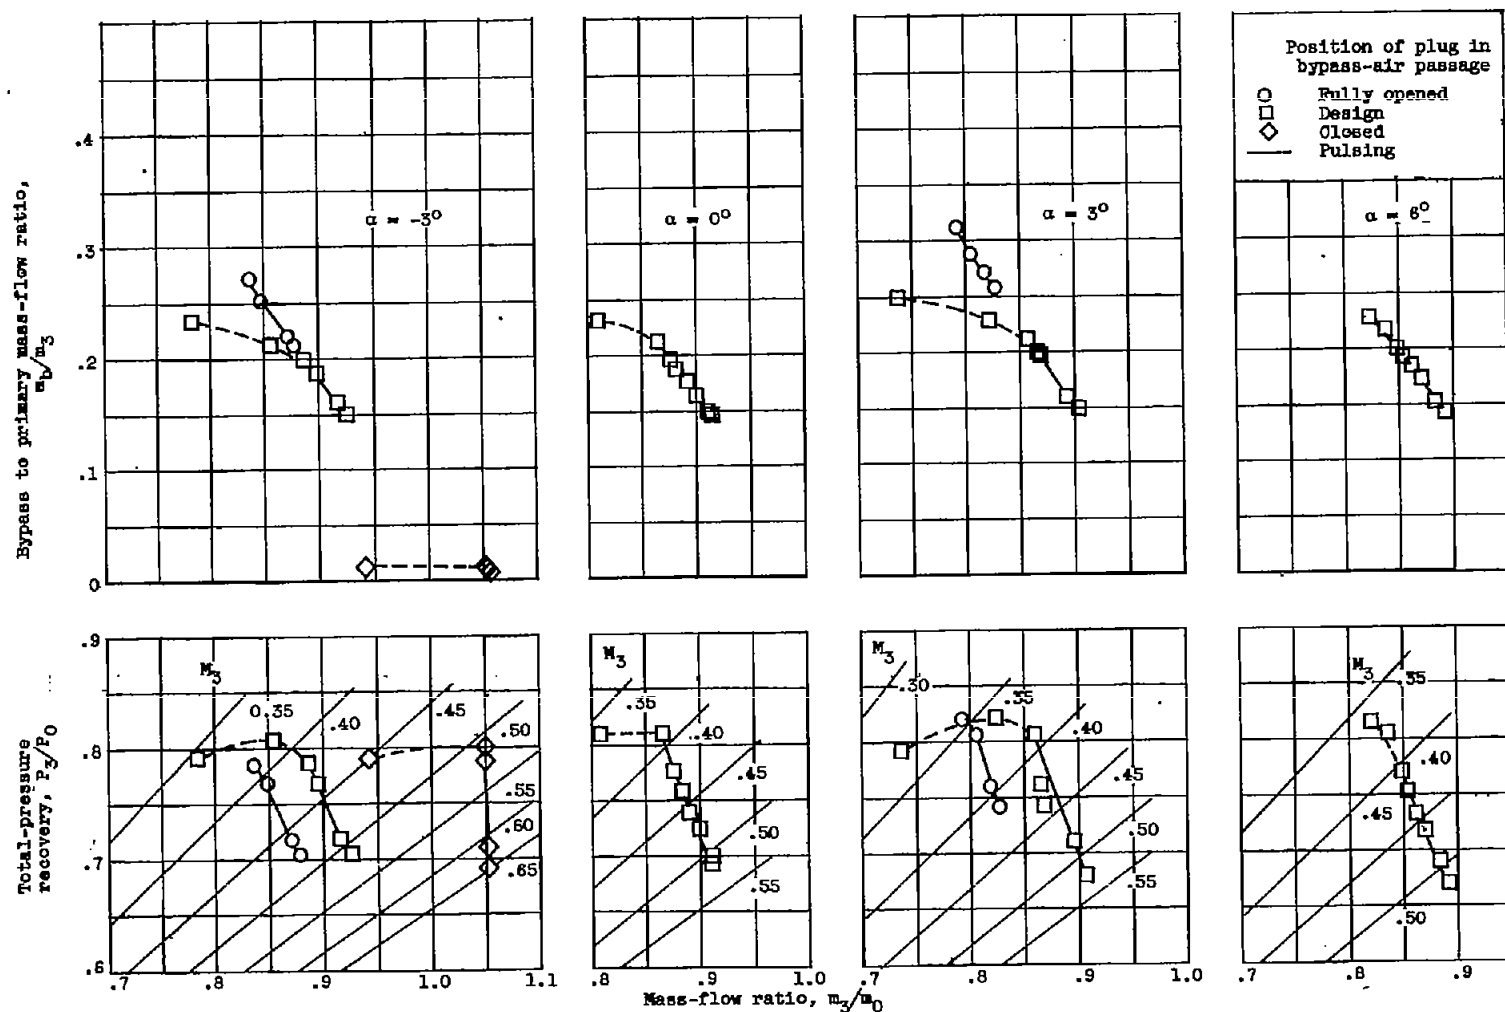 Position of plug in
bypass-air passage
Fully opened
Design
Closed
Pulsing
Bypass to primary mass-flow ratio,
m_b/m_3
.4
.3
.2
.1
0
α = -3°
α = 0°
α = 3°
α = 6°
Total-pressure
recovery, P_3/P_0
.9
.8
.7
.6
M_3
0.35
.40
.45
.50
.55
.60
.65
M_3
.35
.40
.45
.50
.55
M_3
.30
.35
.40
.45
.50
.55
M_3
.35
.40
.45
.50
.7 .8 .9 1.0 1.1
.8 .9 1.0
.7 .8 .9 1.0
.7 .8 .9
Mass-flow ratio, m_3/m_0